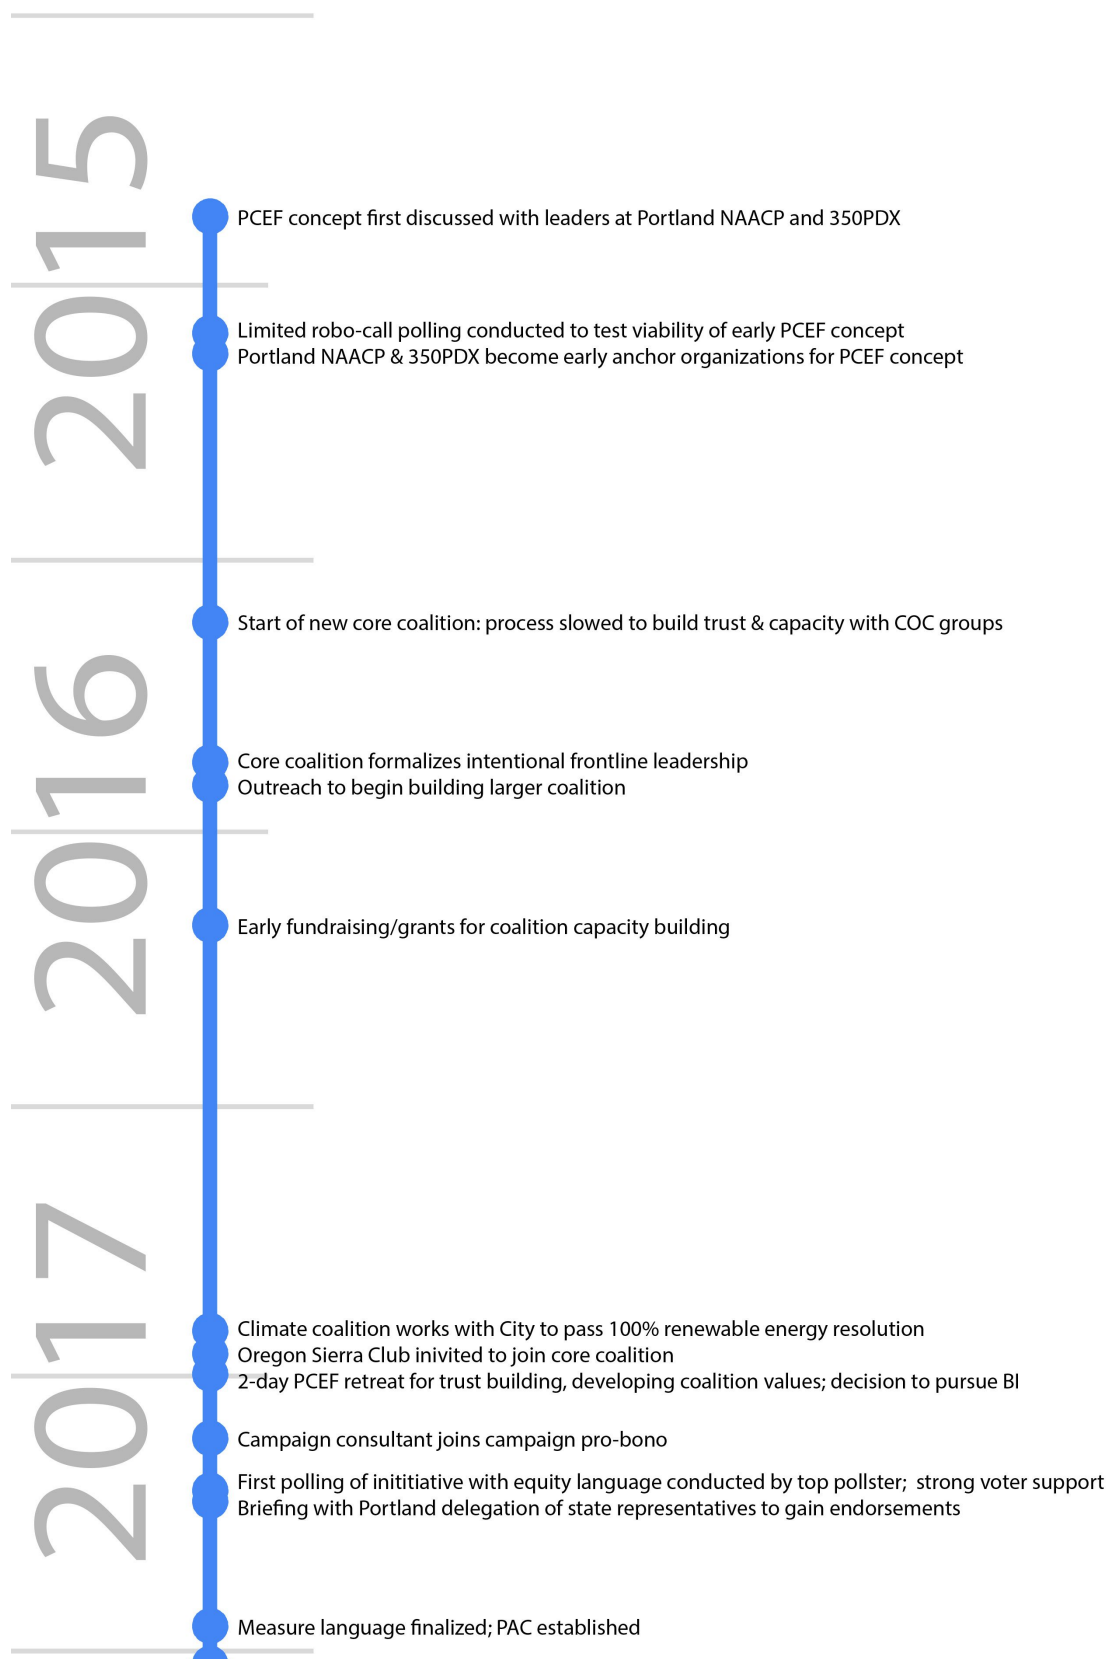 2015
PCEF concept first discussed with leaders at Portland NAACP and 350PDX
Limited robo-call polling conducted to test viability of early PCEF concept
Portland NAACP & 350PDX become early anchor organizations for PCEF concept
2016
Start of new core coalition: process slowed to build trust & capacity with COC groups
Core coalition formalizes intentional frontline leadership
Outreach to begin building larger coalition
Early fundraising/grants for coalition capacity building
2017
Climate coalition works with City to pass 100% renewable energy resolution
Oregon Sierra Club inivited to join core coalition
2-day PCEF retreat for trust building, developing coalition values; decision to pursue BI
Campaign consultant joins campaign pro-bono
First polling of inititiative with equity language conducted by top pollster;  strong voter support
Briefing with Portland delegation of state representatives to gain endorsements
Measure language finalized; PAC established